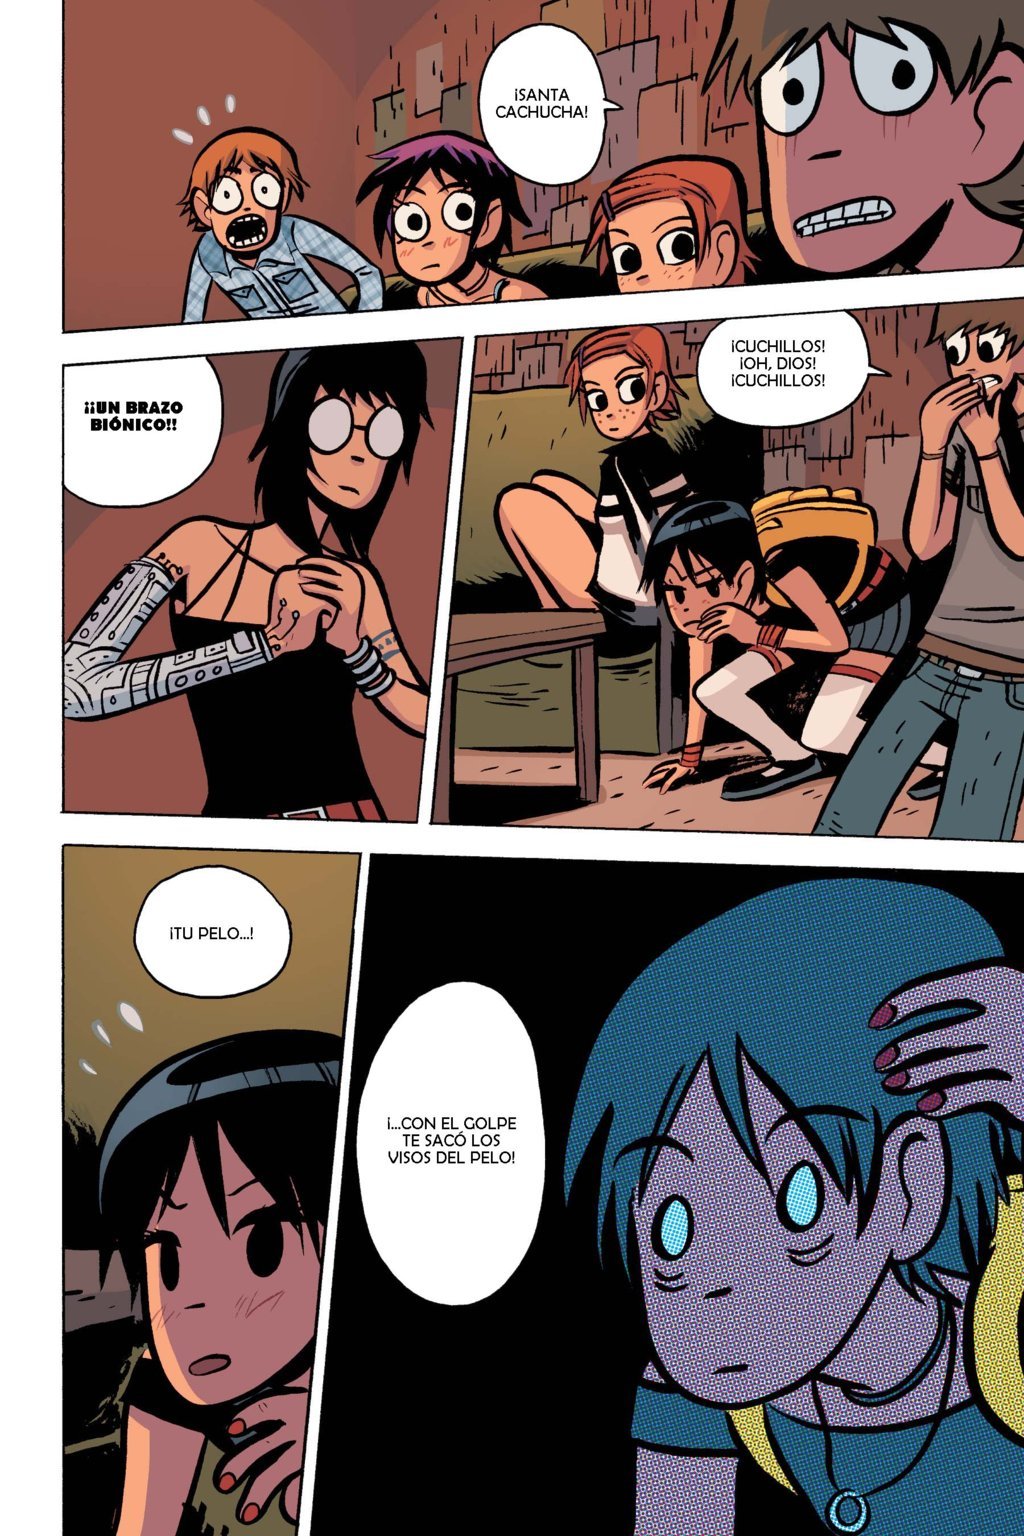 ¡SANTA
CACHUCHA!
¡¡UN BRAZO
BIÓNICO!!
¡CUCHILLOS!
¡OH, DIOS!
¡CUCHILLOS!
¡TU PELO...!
¡...CON EL GOLPE
TE SACÓ LOS
VISOS DEL PELO!